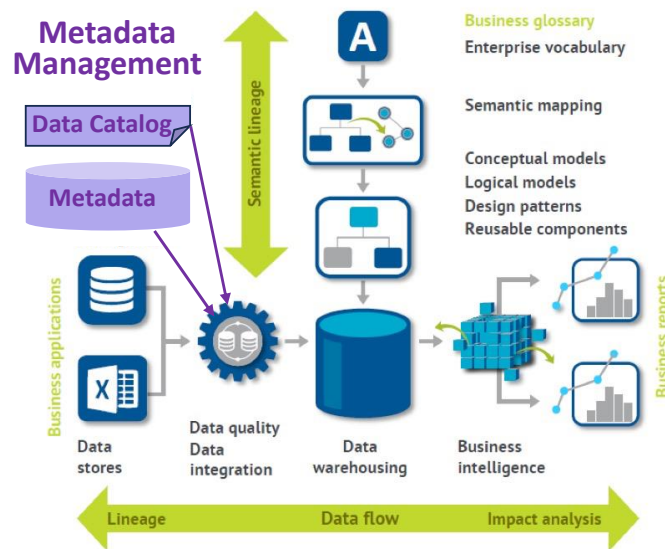 Metadata
Management
Data Catalog
Metadata
Semantic lineage
A
Business glossary
Enterprise vocabulary
Semantic mapping
Conceptual models
Logical models
Design patterns
Reusable components
Business applications
X
Business reports
Data
stores
Data quality
Data
integration
Data
warehousing
Business
intelligence
Lineage
Data flow
Impact analysis